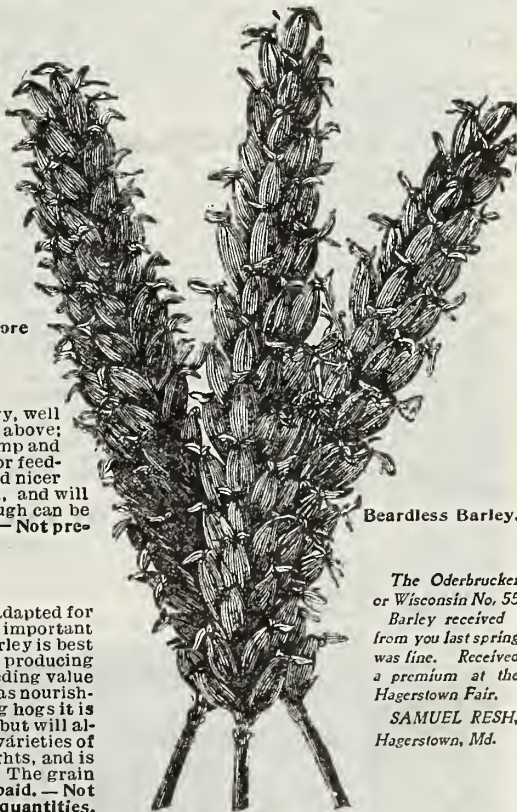 ore
y, well
above;
mp and
or feed-
d nicer
, and will
ugh can be
— Not pre-
dapted for
important
rley is best
producing
eding value
as nourish-
g hogs it is
but will al-
varieties of
hts, and is
The grain
paid. — Not
quantities.
Beardless Barley.
The Oderbrucker
or Wisconsin No. 55
Barley received
from you last spring
was fine. Received
a premium at the
Hagerstown Fair.
SAMUEL RESH,
Hagerstown, Md.